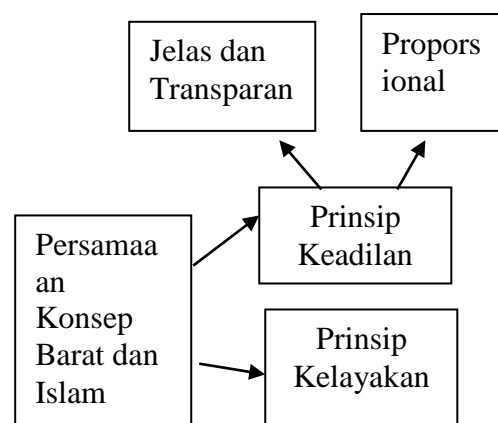 Jelas dan
Transparan
Propors
ional
Prinsip
Keadilan
Persamaa
an
Konsep
Barat dan
Islam
Prinsip
Kelayakan